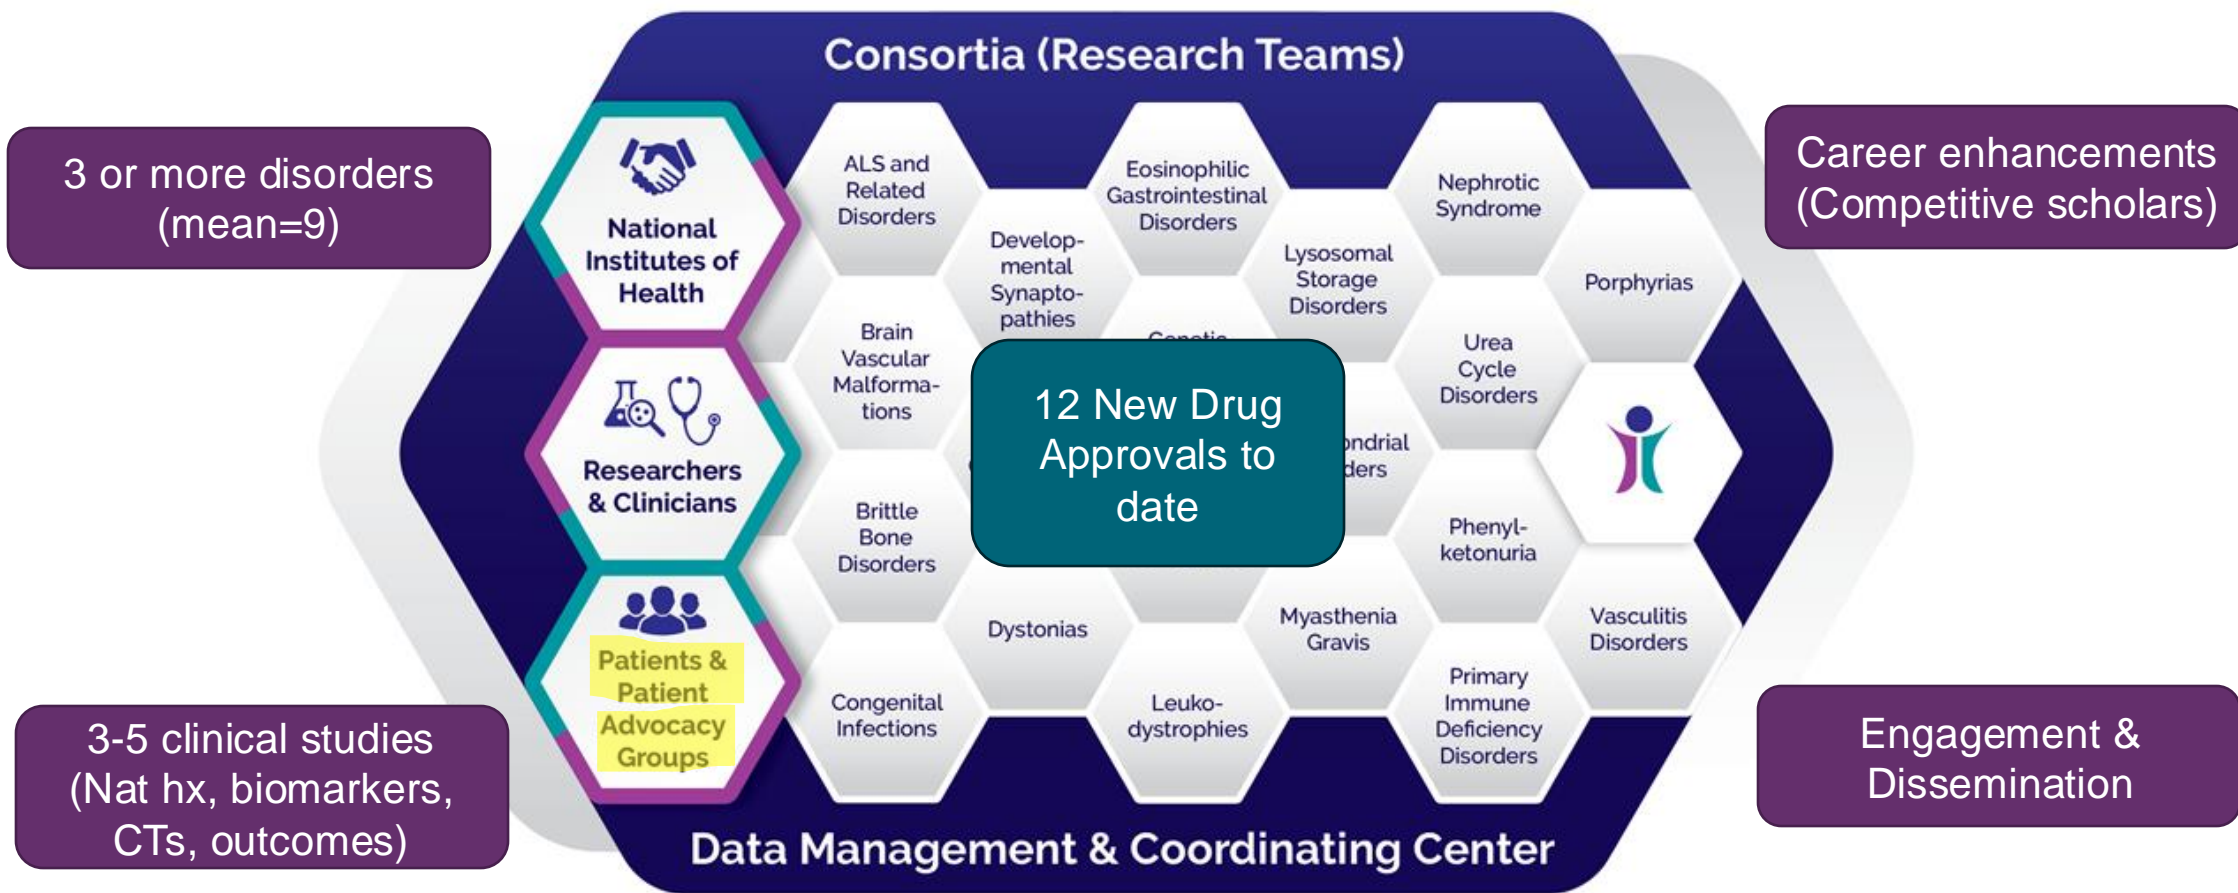 Consortia (Research Teams)
3 or more disorders
(mean=9)
Career enhancements
(Competitive scholars)
3-5 clinical studies
(Nat hx, biomarkers,
CTs, outcomes)
Engagement &
Dissemination
National
Institutes of
Health
Researchers
& Clinicians
Patients &
Patient
Advocacy
Groups
ALS and
Related
Disorders
Brain
Vascular
Malforma-
tions
Brittle
Bone
Disorders
Congenital
Infections
Develop-
mental
Synapto-
pathies
Dystonias
Eosinophilic
Gastrointestinal
Disorders
12 New Drug
Approvals to
date
Leuko-
dystrophies
Lysosomal
Storage
Disorders
ondrial
ders
Myasthenia
Gravis
Nephrotic
Syndrome
Urea
Cycle
Disorders
Phenyl-
ketonuria
Primary
Immune
Deficiency
Disorders
Porphyrias
Vasculitis
Disorders
Data Management & Coordinating Center